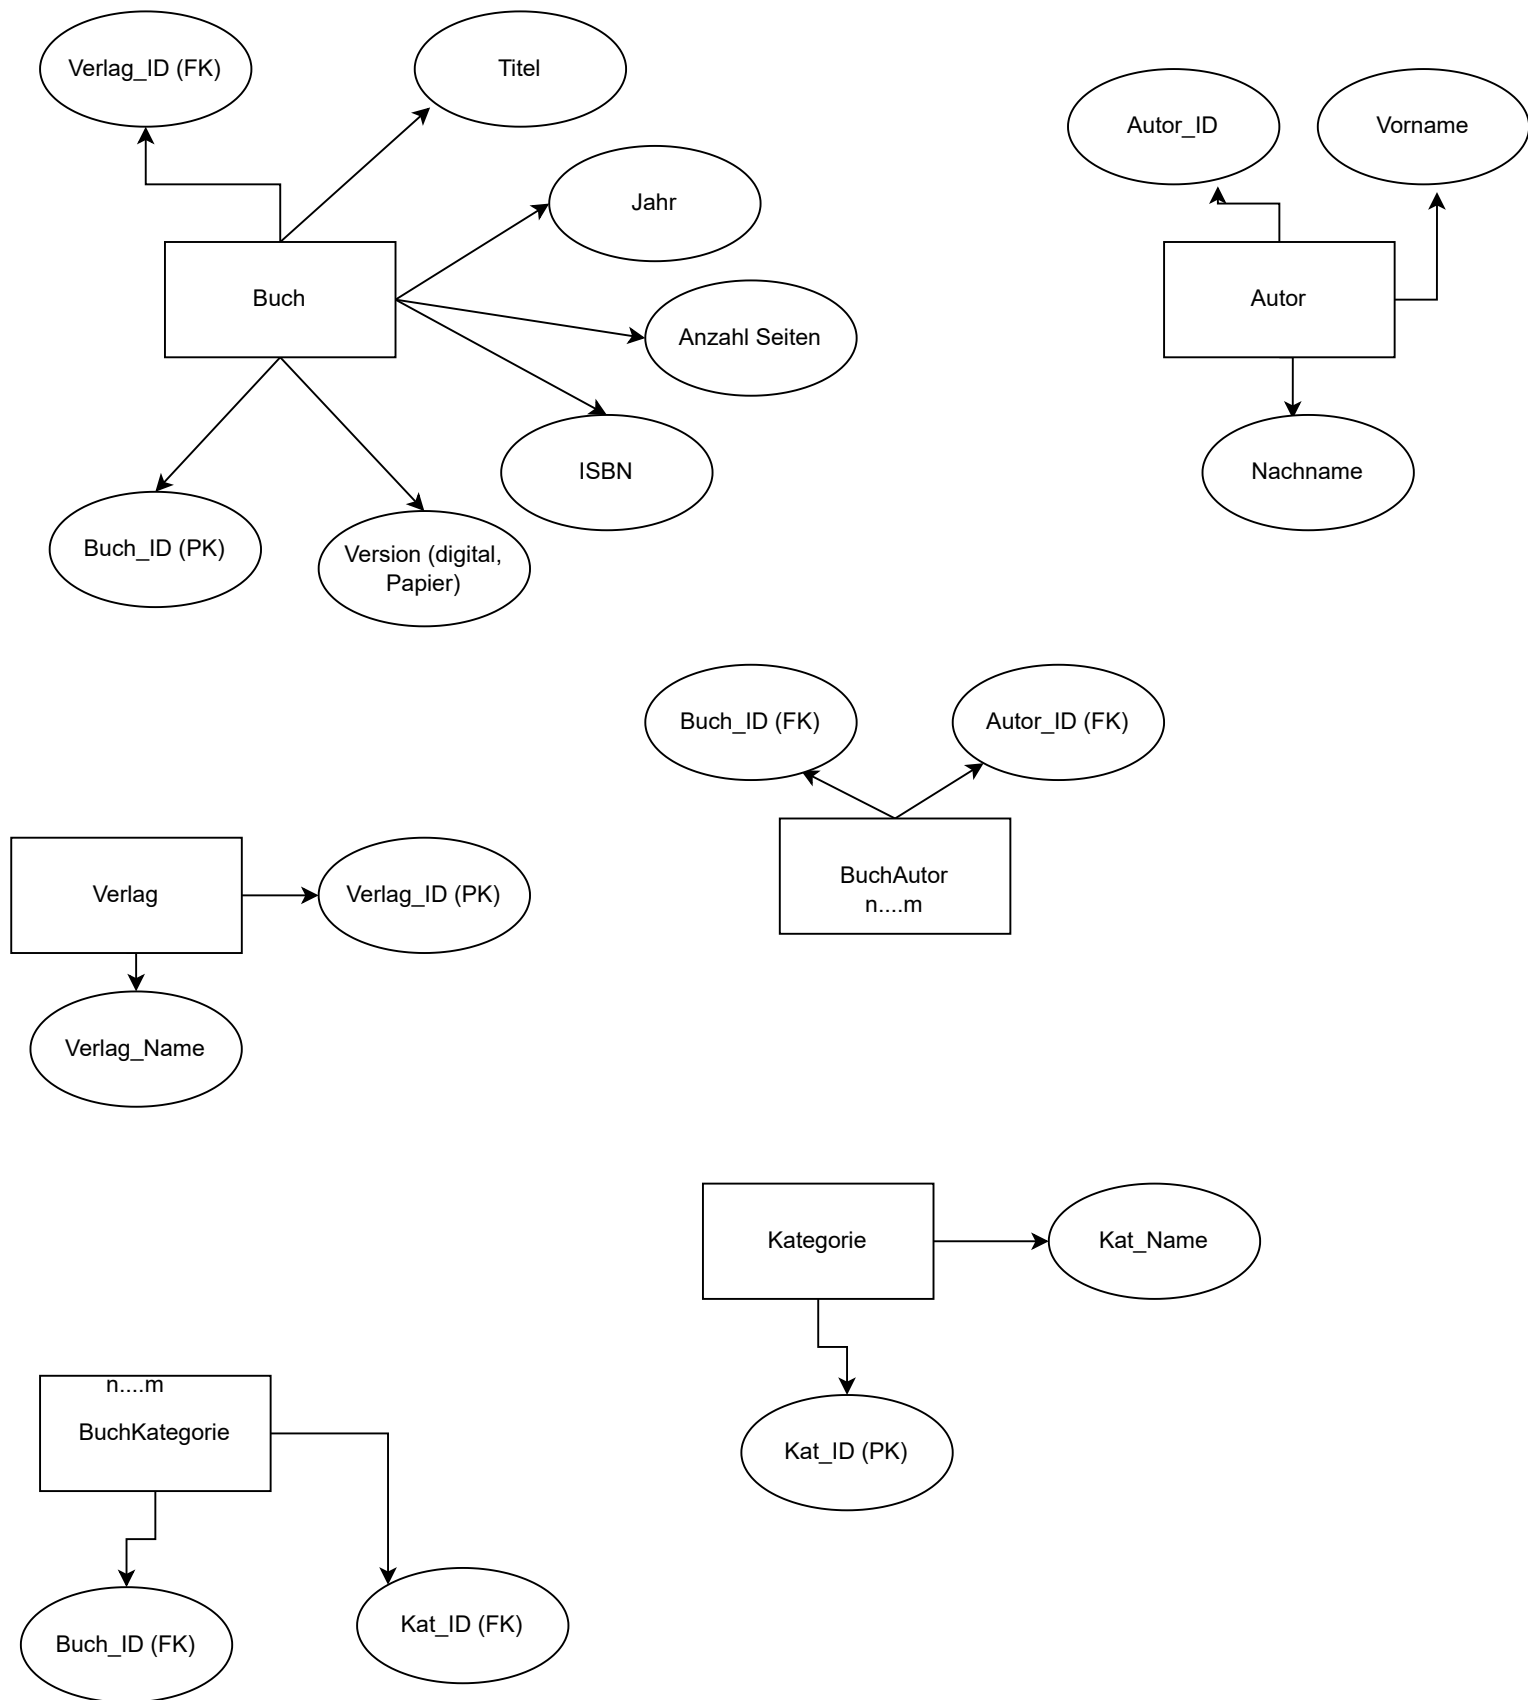 Verlag_ID (FK)
Titel
Autor_ID
Vorname
Jahr
Buch
Autor
Anzahl Seiten
ISBN
Nachname
Buch_ID (PK)
Version (digital,
Papier)
Buch_ID (FK)
Autor_ID (FK)
Verlag
Verlag_ID (PK)
BuchAutor
n....m
Verlag_Name
Kategorie
Kat_Name
n....m
BuchKategorie
Kat_ID (PK)
Buch_ID (FK)
Kat_ID (FK)